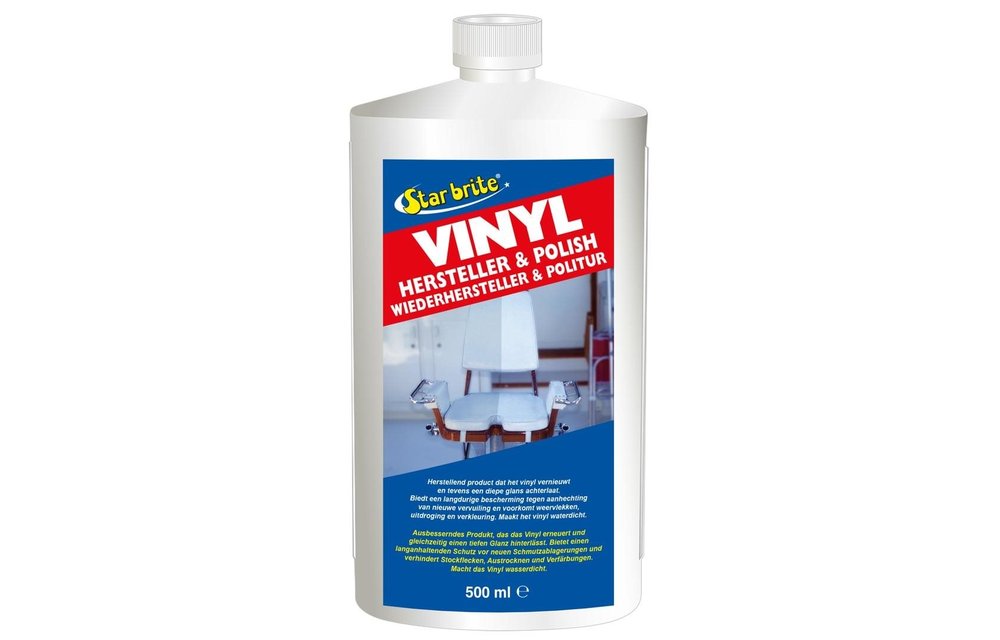 Star brite®
VINYL
HERSTELLER & POLISH
WIEDERHERSTELLER & POLITUR
Herstellend product dat het vinyl vernieuwt
en tevens een diepe glans achterlaat.
Biedt een langdurige bescherming tegen aanhechting
van nieuwe vervuiling en voorkomt weervlekken,
uitdroging en verkleuring. Maakt het vinyl waterdicht.
Ausbesserndes Produkt, das das Vinyl erneuert und
gleichzeitig einen tiefen Glanz hinterlässt. Bietet einen
langanhaltenden Schutz vor neuen Schmutzablagerungen und
verhindert Stockflecken, Austrocknen und Verfärbungen.
Macht das Vinyl wasserdicht.
500 ml ℮